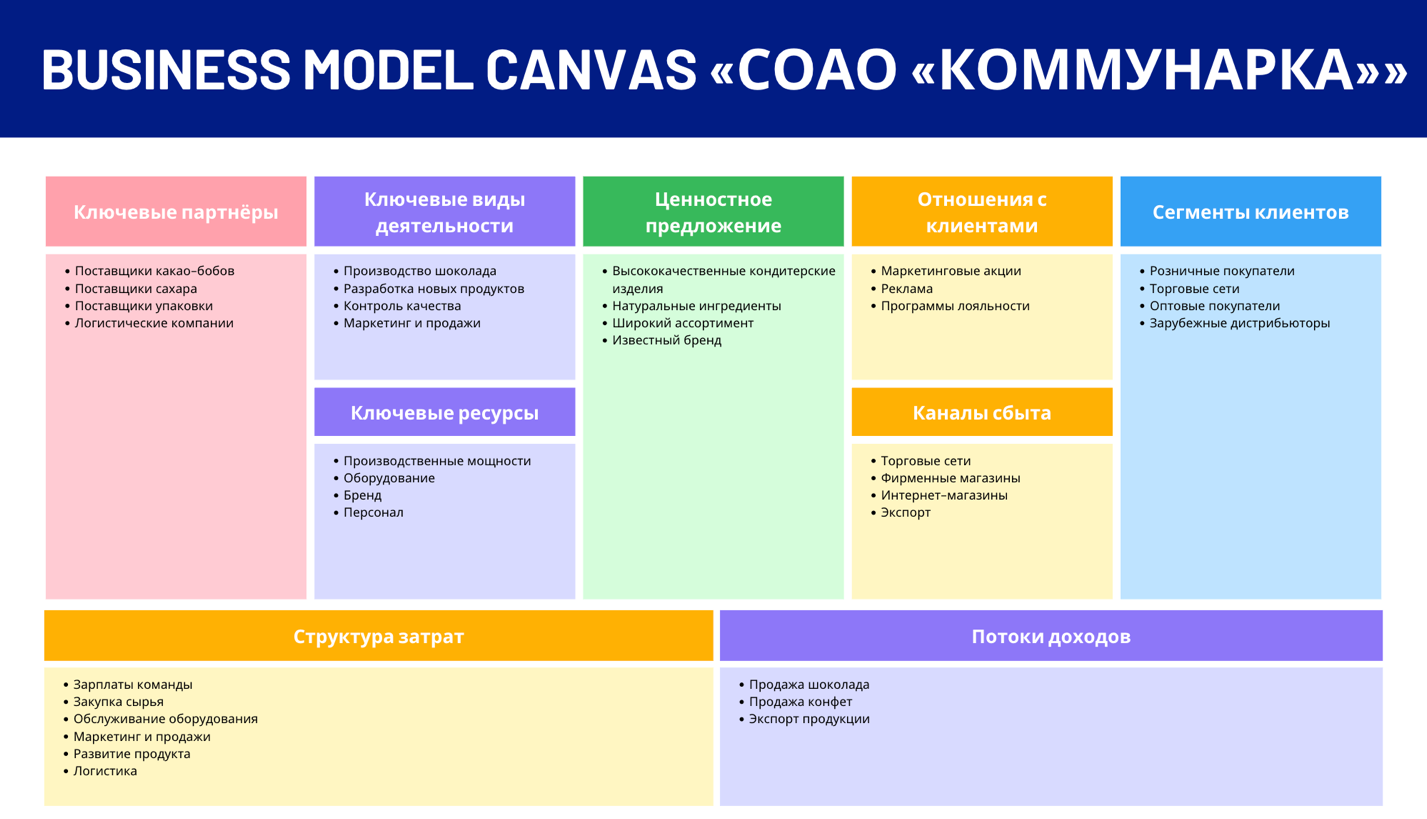 BUSINESS MODEL CANVAS «СОАО «КОММУНАРКА»»
Ключевые партнёры
• Поставщики какао–бобов
• Поставщики сахара
• Поставщики упаковки
• Логистические компании
Ключевые виды
деятельности
• Производство шоколада
• Разработка новых продуктов
• Контроль качества
• Маркетинг и продажи
Ключевые ресурсы
• Производственные мощности
• Оборудование
• Бренд
• Персонал
Ценностное
предложение
• Высококачественные кондитерские
изделия
• Натуральные ингредиенты
• Широкий ассортимент
• Известный бренд
Отношения с
клиентами
• Маркетинговые акции
• Реклама
• Программы лояльности
Каналы сбыта
• Торговые сети
• Фирменные магазины
• Интернет–магазины
• Экспорт
Сегменты клиентов
• Розничные покупатели
• Торговые сети
• Оптовые покупатели
• Зарубежные дистрибьюторы
Структура затрат
• Зарплаты команды
• Закупка сырья
• Обслуживание оборудования
• Маркетинг и продажи
• Развитие продукта
• Логистика
Потоки доходов
• Продажа шоколада
• Продажа конфет
• Экспорт продукции